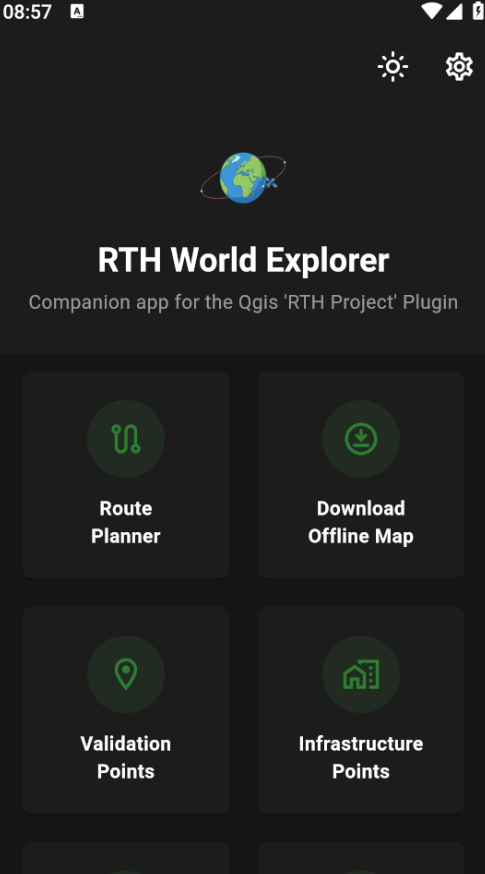 08:57 A
RTH World Explorer
Companion app for the Qgis 'RTH Project' Plugin
Route
Planner
Download
Offline Map
Validation
Points
Infrastructure
Points